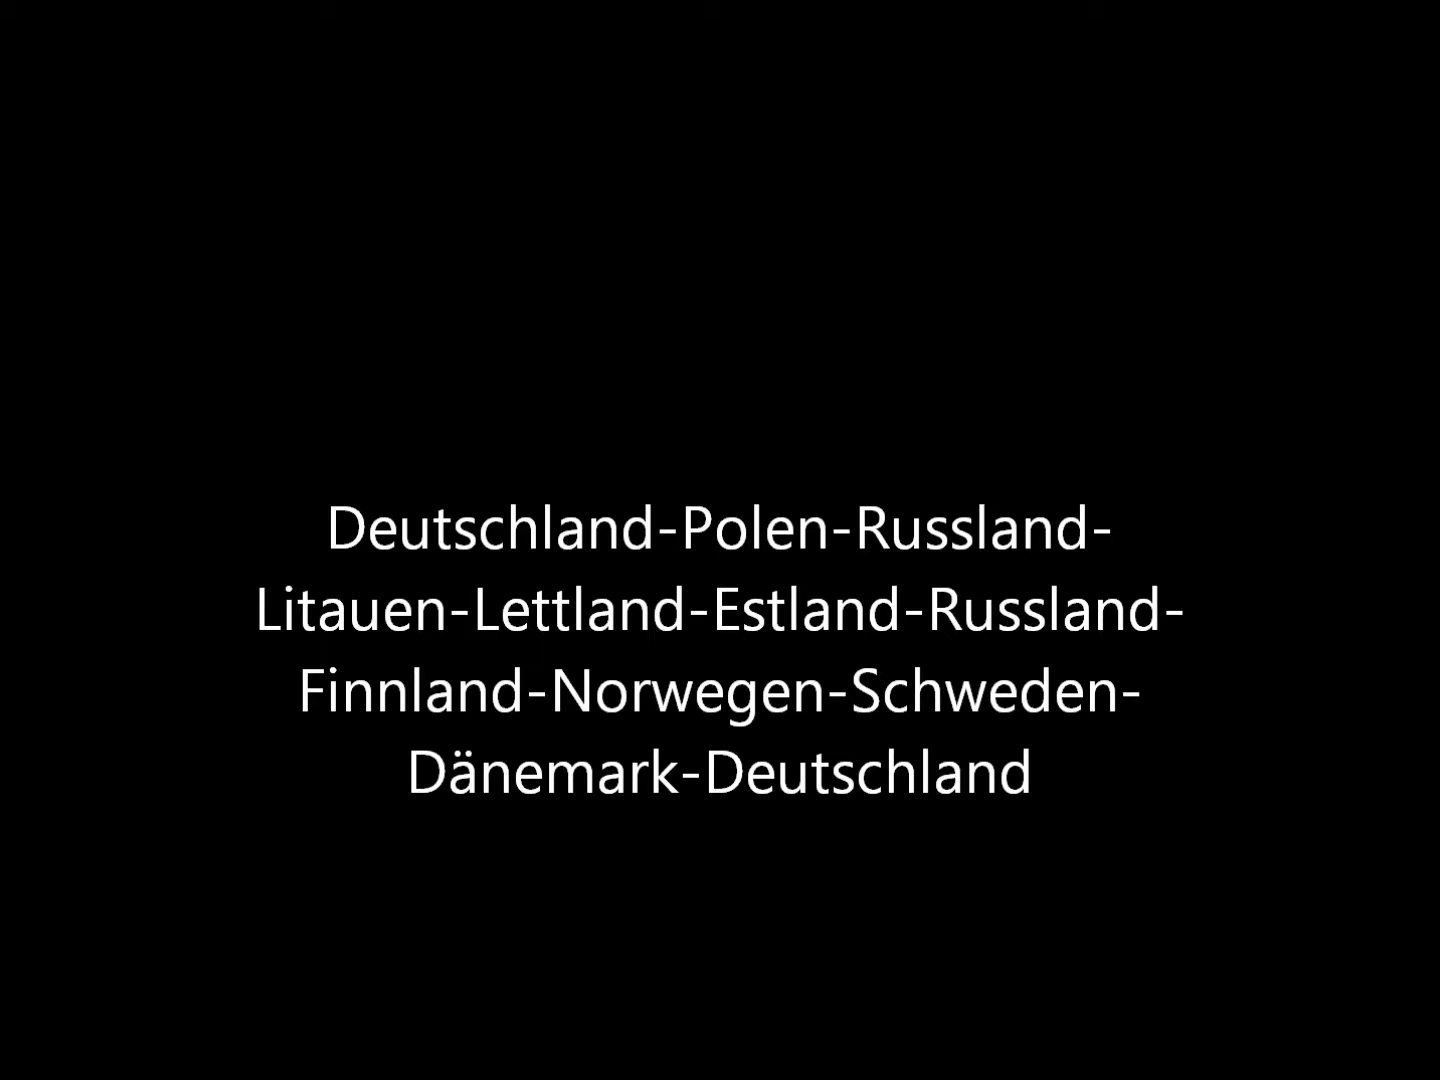 Deutschland-Polen-Russland-
Litauen-Lettland-Estland-Russland-
Finnland-Norwegen-Schweden-
Dänemark-Deutschland